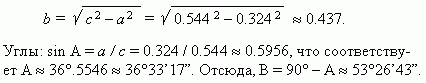 b = √c² – a² = √0.544² – 0.324² ≈ 0.437.
Углы: sin A = a / c = 0.324 / 0.544 ≈ 0.5956, что соответству-
ет A ≈ 36°.5546 ≈ 36°33’17”. Отсюда, B = 90° – A ≈ 53°26’43”.